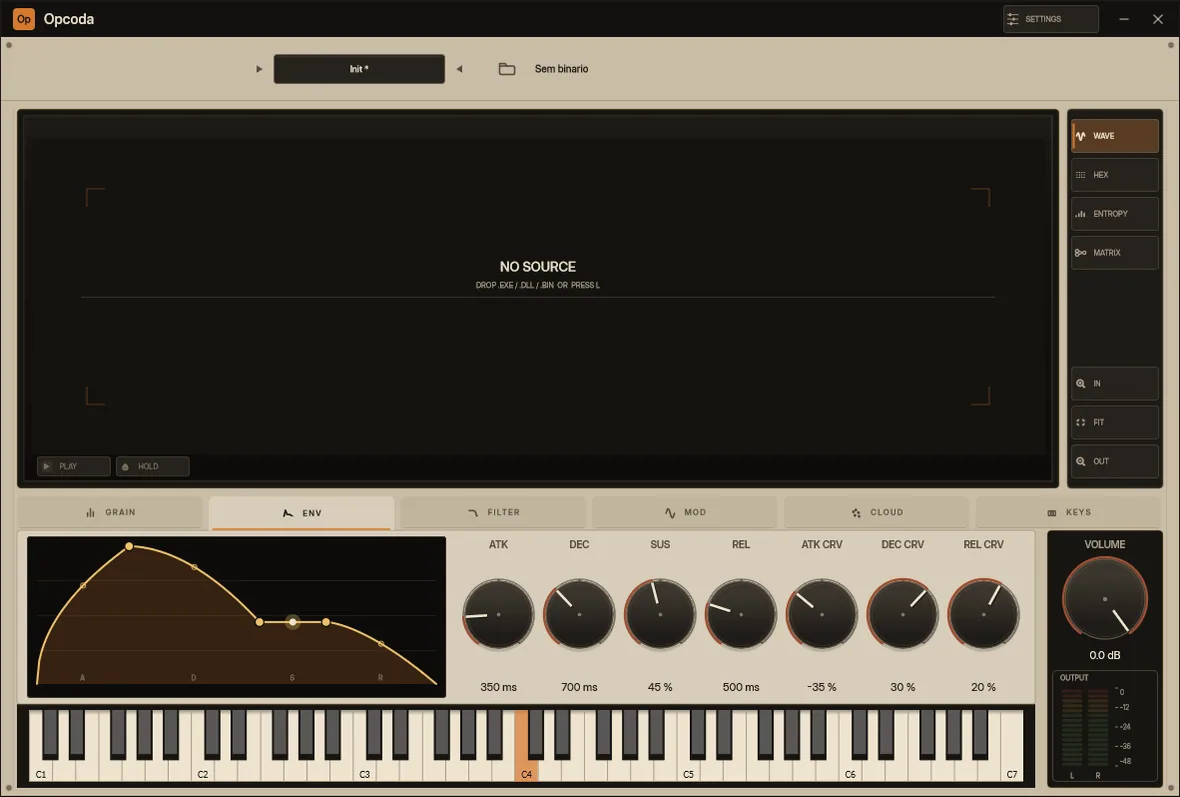 Op Opcoda
SETTINGS
Init *
Sem binario
WAVE
HEX
ENTROPY
MATRIX
NO SOURCE
DROP .EXE / .DLL / .BIN OR PRESS L
IN
FIT
OUT
PLAY
HOLD
GRAIN
ENV
FILTER
MOD
CLOUD
KEYS
ATK
DEC
SUS
REL
ATK CRV
DEC CRV
REL CRV
VOLUME
A
D
S
R
350 ms
700 ms
45 %
500 ms
-35 %
30 %
20 %
0.0 dB
OUTPUT
0
-12
-24
-36
-48
L
R
C1
C2
C3
C4
C5
C6
C7